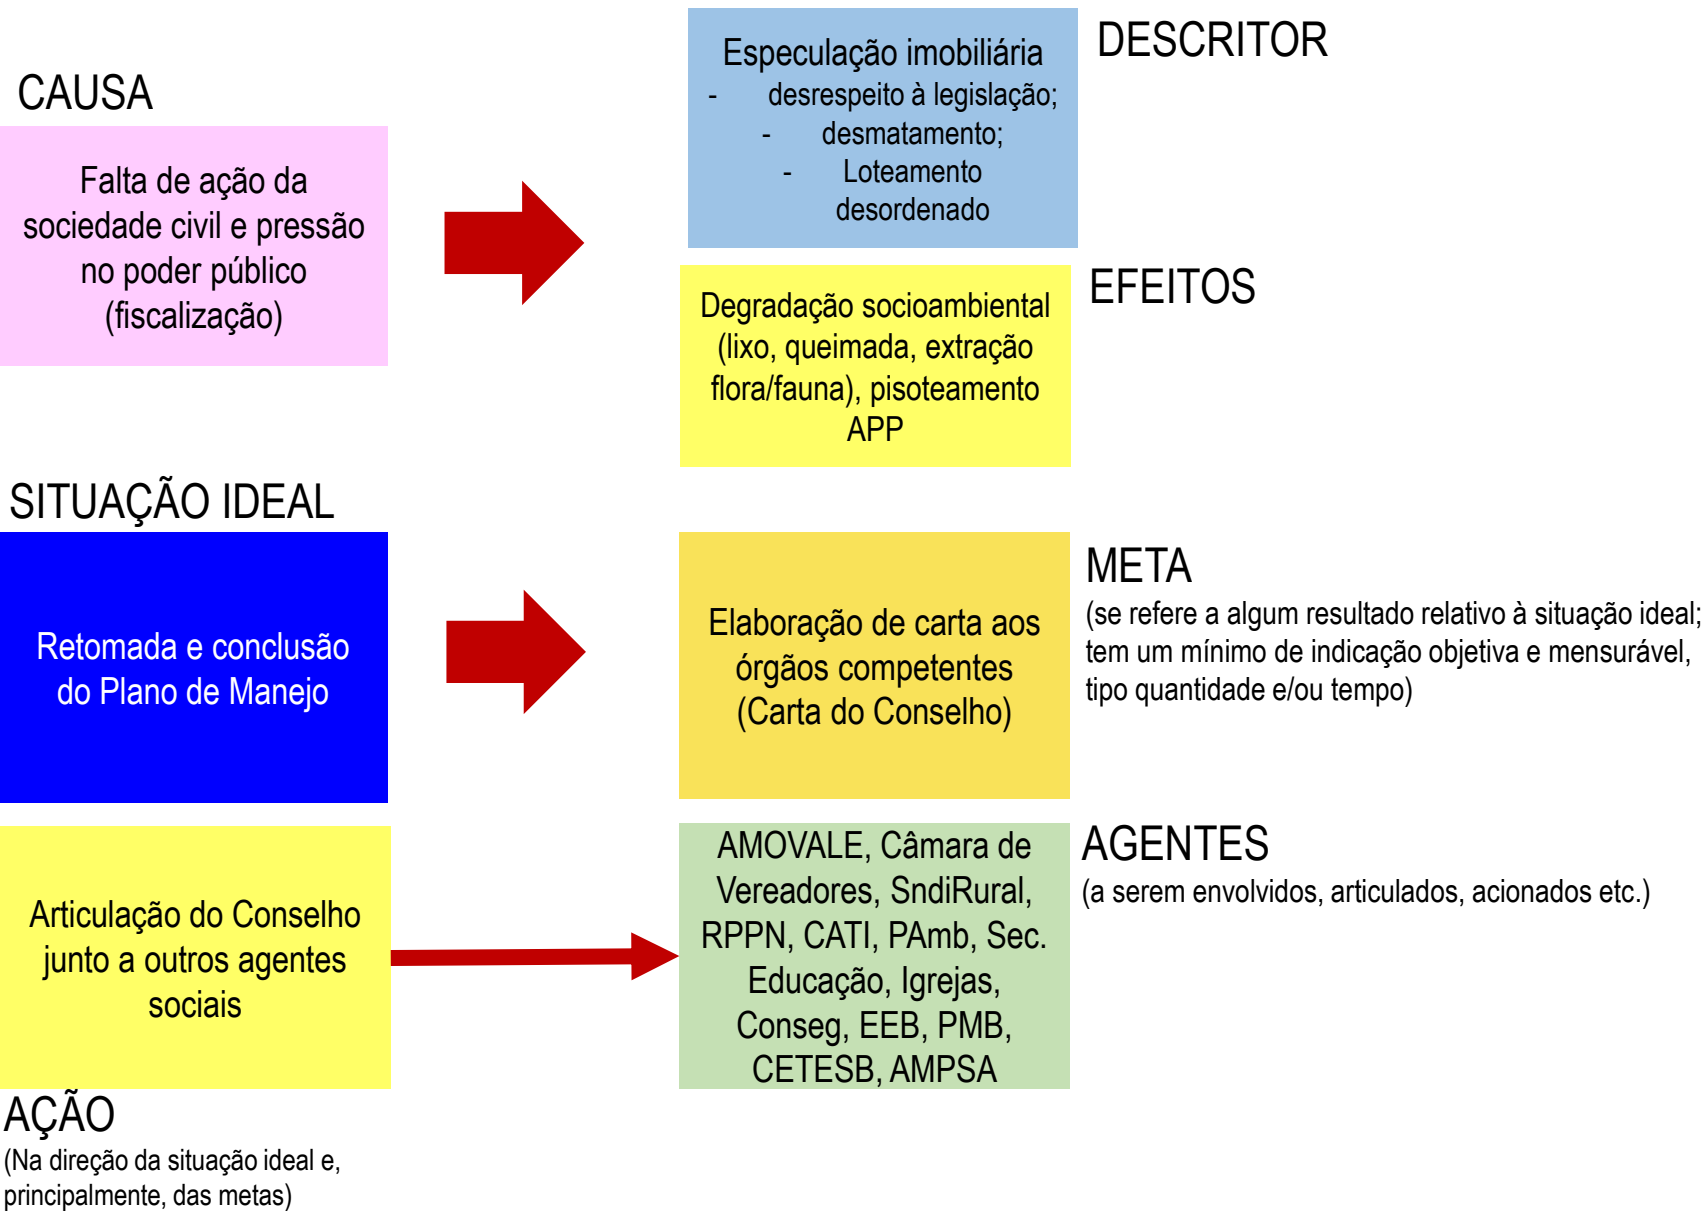 CAUSA
Falta de ação da
sociedade civil e pressão
no poder público
(fiscalização)
Especulação imobiliária
- desrespeito à legislação;
- desmatamento;
- Loteamento
desordenado
DESCRITOR
Degradação socioambiental
(lixo, queimada, extração
flora/fauna), pisoteamento
APP
EFEITOS
SITUAÇÃO IDEAL
Retomada e conclusão
do Plano de Manejo
Elaboração de carta aos
órgãos competentes
(Carta do Conselho)
META
(se refere a algum resultado relativo à situação ideal;
tem um mínimo de indicação objetiva e mensurável,
tipo quantidade e/ou tempo)
Articulação do Conselho
junto a outros agentes
sociais
AMOVALE, Câmara de
Vereadores, SndiRural,
RPPN, CATI, PAmb, Sec.
Educação, Igrejas,
Conseg, EEB, PMB,
CETESB, AMPSA
AGENTES
(a serem envolvidos, articulados, acionados etc.)
AÇÃO
(Na direção da situação ideal e,
principalmente, das metas)